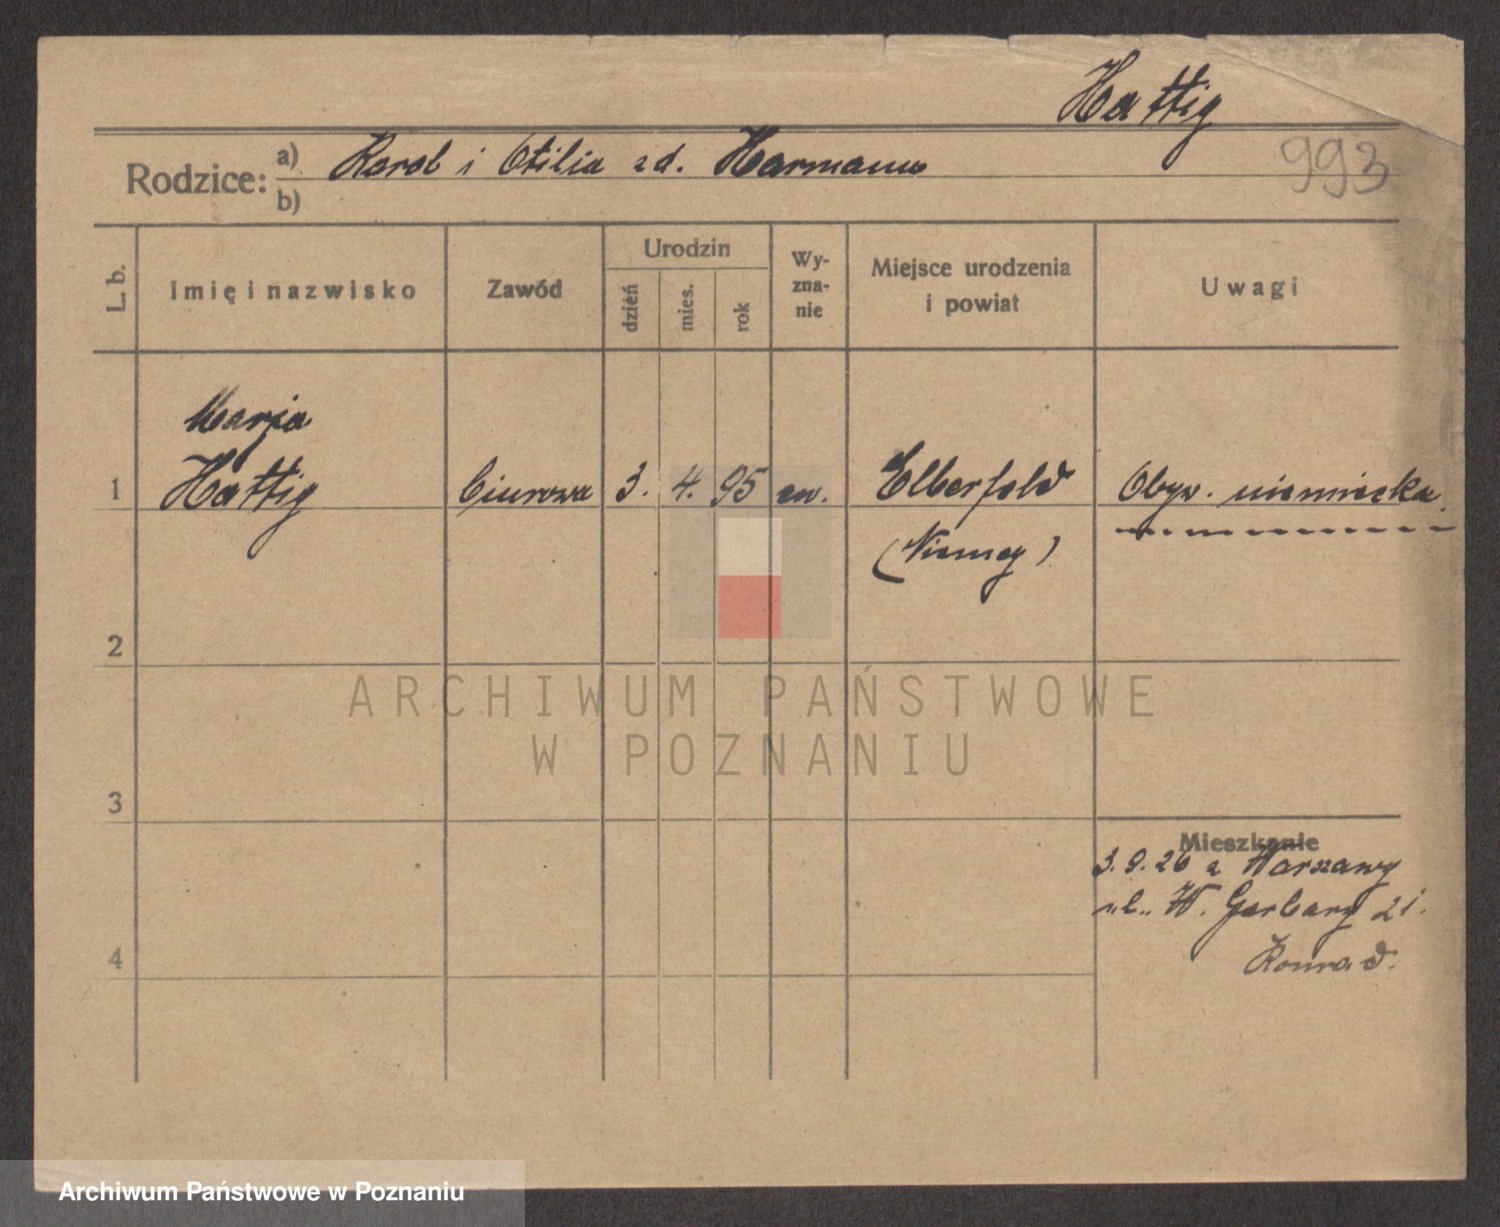 Hattig
993
Rodzice: a) Karol i Otilia zd. Harmann
b)
L. b.
Imię i nazwisko
Zawód
Urodzin
dzień
mies.
rok
Wy-
zna-
nie
Miejsce urodzenia
i powiat
Uwagi
Marja
1 Hattig biurowa 3. 4. 95 ew. Elberfeld Obyw. niemiecka
(Niemcy)
2
3
4
Mieszkanie
3.9.26 z Warszawy
ul. W. Garbary 21.
Konrad.
ARCHIWUM PAŃSTWOWE
W POZNANIU
Archiwum Państwowe w Poznaniu